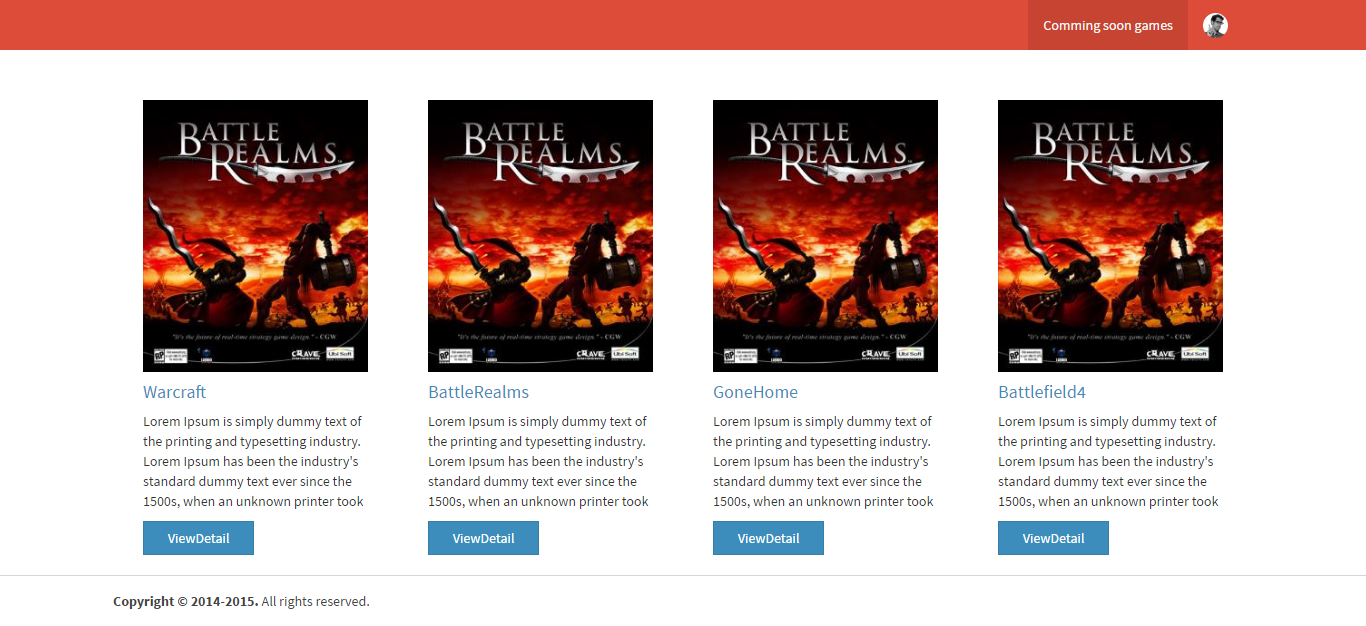 Comming soon games
BATTLE
REALMS
"It's the future of real-time strategy game design." - CGW
RP
CRAVE
Ubi Soft
BATTLE
REALMS
"It's the future of real-time strategy game design." - CGW
RP
CRAVE
Ubi Soft
BATTLE
REALMS
"It's the future of real-time strategy game design." - CGW
RP
CRAVE
Ubi Soft
BATTLE
REALMS
"It's the future of real-time strategy game design." - CGW
RP
CRAVE
Ubi Soft
Warcraft
Lorem Ipsum is simply dummy text of
the printing and typesetting industry.
Lorem Ipsum has been the industry's
standard dummy text ever since the
1500s, when an unknown printer took
ViewDetail
BattleRealms
Lorem Ipsum is simply dummy text of
the printing and typesetting industry.
Lorem Ipsum has been the industry's
standard dummy text ever since the
1500s, when an unknown printer took
ViewDetail
GoneHome
Lorem Ipsum is simply dummy text of
the printing and typesetting industry.
Lorem Ipsum has been the industry's
standard dummy text ever since the
1500s, when an unknown printer took
ViewDetail
Battlefield4
Lorem Ipsum is simply dummy text of
the printing and typesetting industry.
Lorem Ipsum has been the industry's
standard dummy text ever since the
1500s, when an unknown printer took
ViewDetail
Copyright © 2014-2015. All rights reserved.